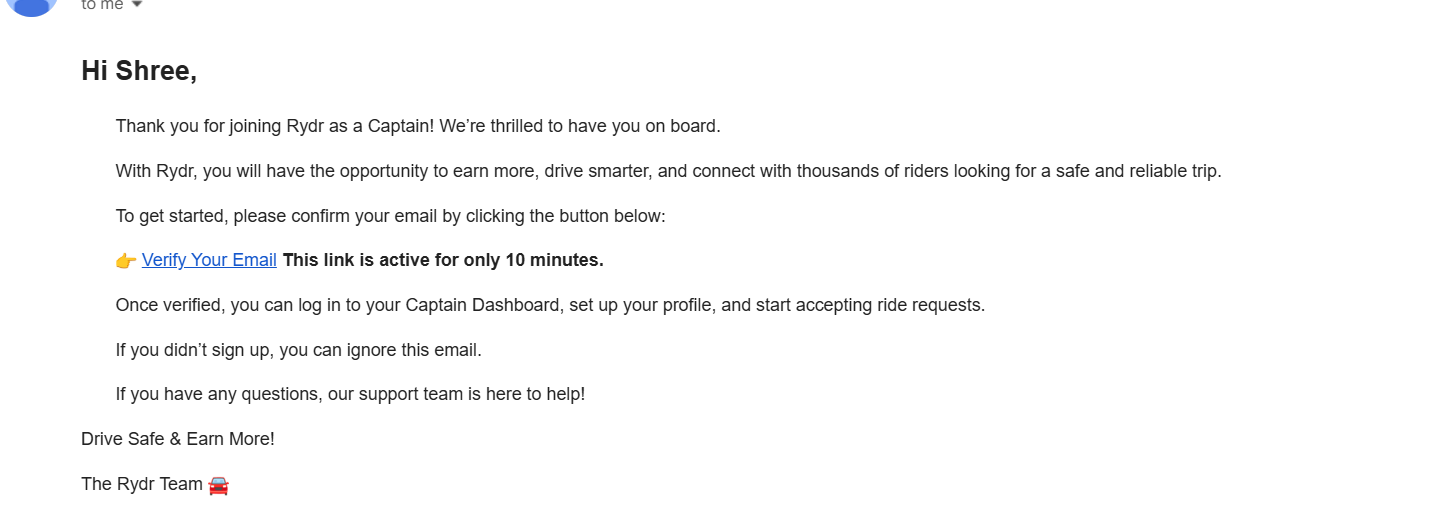 to me
Hi Shree,
Thank you for joining Rydr as a Captain! We’re thrilled to have you on board.
With Rydr, you will have the opportunity to earn more, drive smarter, and connect with thousands of riders looking for a safe and reliable trip.
To get started, please confirm your email by clicking the button below:
👉 Verify Your Email This link is active for only 10 minutes.
Once verified, you can log in to your Captain Dashboard, set up your profile, and start accepting ride requests.
If you didn’t sign up, you can ignore this email.
If you have any questions, our support team is here to help!
Drive Safe & Earn More!
The Rydr Team 🚘